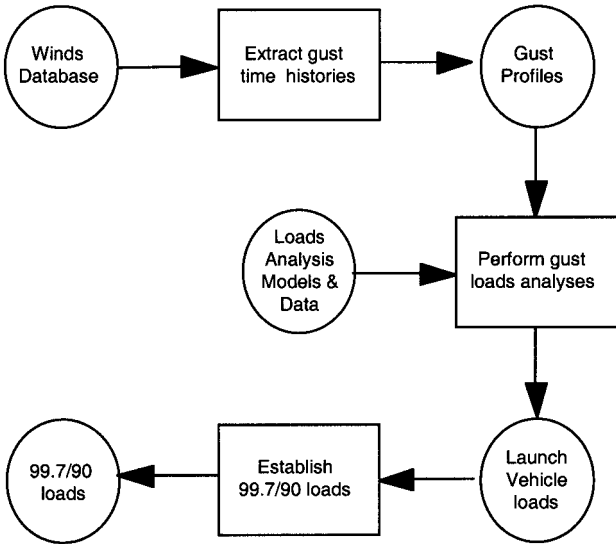 Winds
Database
Extract gust
time histories
Gust
Profiles
Loads
Analysis
Models &
Data
Perform gust
loads analyses
99.7/90
loads
Establish
99.7/90 loads
Launch
Vehicle
loads